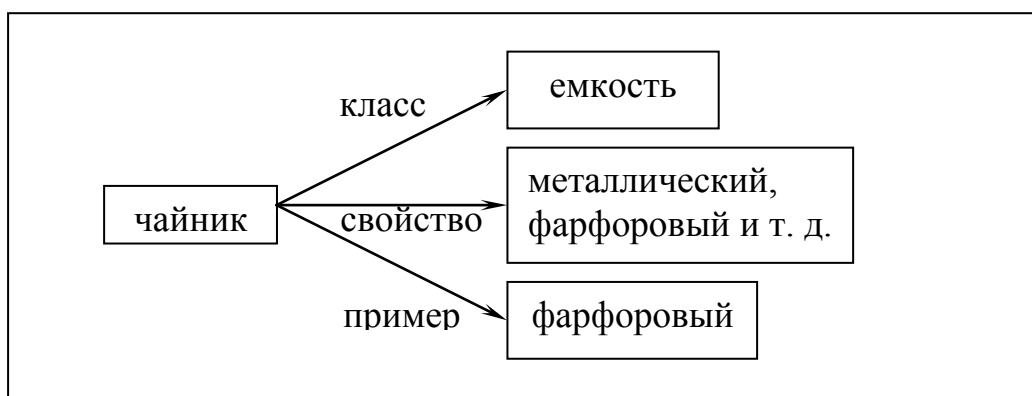 емкость
класс
металлический,
фарфоровый и т. д.
чайник
свойство
пример
фарфоровый